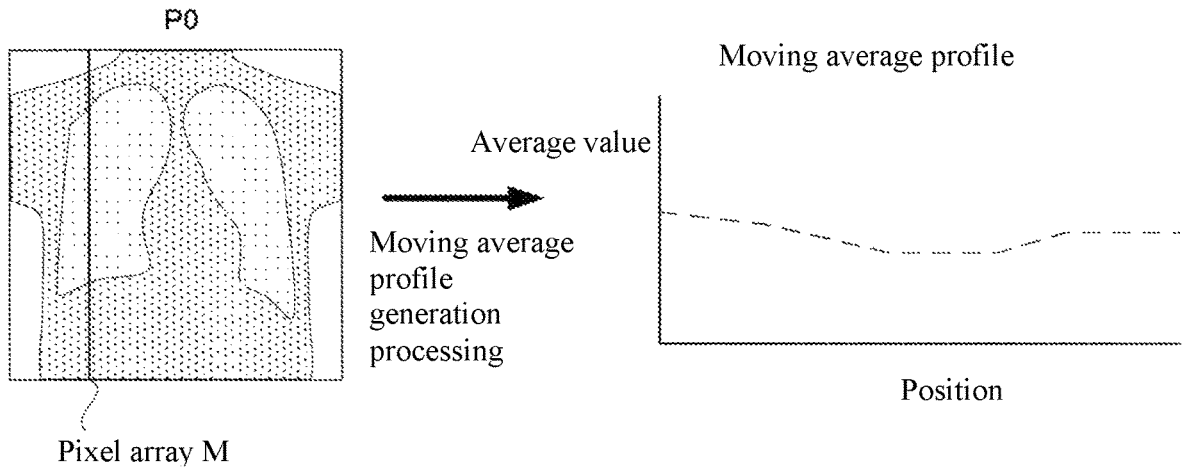 P0
Moving average profile
Average value
Moving average
profile
generation
processing
Position
Pixel array M